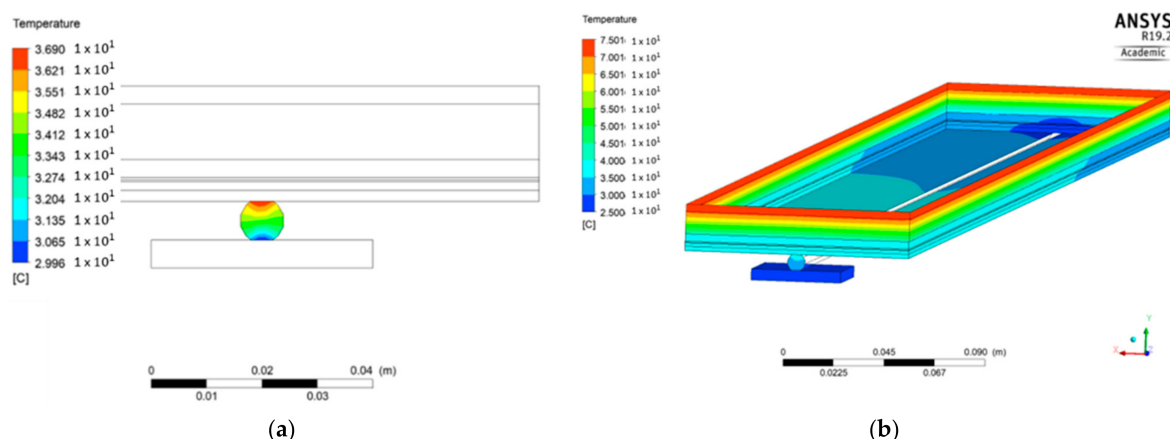 Temperature
3.690 1 x 10¹
3.621 1 x 10¹
3.551 1 x 10¹
3.482 1 x 10¹
3.412 1 x 10¹
3.343 1 x 10¹
3.274 1 x 10¹
3.204 1 x 10¹
3.135 1 x 10¹
3.065 1 x 10¹
2.996 1 x 10¹
[C]
0 0.02 0.04 (m)
0.01 0.03
(a)
Temperature
7.501 1 x 10¹
7.001 1 x 10¹
6.501 1 x 10¹
6.001 1 x 10¹
5.501 1 x 10¹
5.001 1 x 10¹
4.501 1 x 10¹
4.000 1 x 10¹
3.500 1 x 10¹
3.000 1 x 10¹
2.500 1 x 10¹
[C]
ANSYS
R19.2
Academic
0 0.045 0.090 (m)
0.0225 0.067
Y
X Z
(b)